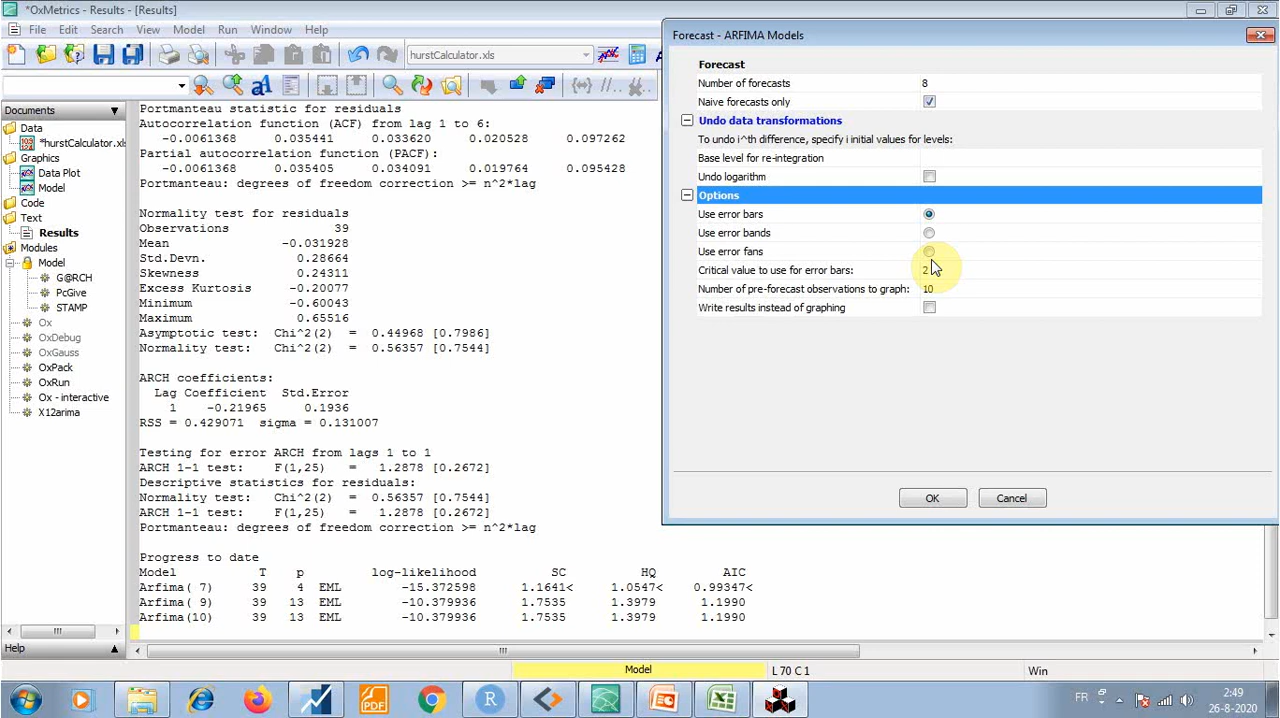 *OxMetrics - Results - [Results]
File Edit Search View Model Run Window Help
hurstCalculator.xls
Documents
Data
*hurstCalculator.xls
Graphics
Data Plot
Model
Code
Text
Results
Modules
Model
G@RCH
PcGive
STAMP
Ox
OxDebug
OxGauss
OxPack
OxRun
Ox - interactive
X12arima
Help
Portmanteau statistic for residuals
Autocorrelation function (ACF) from lag 1 to 6:
-0.0061368 0.035441 0.033620 0.020528 0.097262
Partial autocorrelation function (PACF):
-0.0061368 0.035405 0.034091 0.019764 0.095428
Portmanteau: degrees of freedom correction >= n^2*lag
Normality test for residuals
Observations 39
Mean -0.031928
Std.Devn. 0.28664
Skewness 0.24311
Excess Kurtosis -0.20077
Minimum -0.60043
Maximum 0.65516
Asymptotic test: Chi^2(2) = 0.44968 [0.7986]
Normality test: Chi^2(2) = 0.56357 [0.7544]
ARCH coefficients:
Lag Coefficient Std.Error
1 -0.21965 0.1936
RSS = 0.429071 sigma = 0.131007
Testing for error ARCH from lags 1 to 1
ARCH 1-1 test: F(1,25) = 1.2878 [0.2672]
Descriptive statistics for residuals:
Normality test: Chi^2(2) = 0.56357 [0.7544]
ARCH 1-1 test: F(1,25) = 1.2878 [0.2672]
Portmanteau: degrees of freedom correction >= n^2*lag
Progress to date
Model T p log-likelihood SC HQ AIC
Arfima( 7) 39 4 EML -15.372598 1.1641< 1.0547< 0.99347<
Arfima( 9) 39 13 EML -10.379936 1.7535 1.3979 1.1990
Arfima(10) 39 13 EML -10.379936 1.7535 1.3979 1.1990
Forecast - ARFIMA Models
Forecast
Number of forecasts 8
Naive forecasts only
Undo data transformations
To undo i^th difference, specify i initial values for levels:
Base level for re-integration
Undo logarithm
Options
Use error bars
Use error bands
Use error fans
Critical value to use for error bars: 2
Number of pre-forecast observations to graph: 10
Write results instead of graphing
OK Cancel
Model L 70 C 1 Win
PDF R FR 2:49
26-8-2020